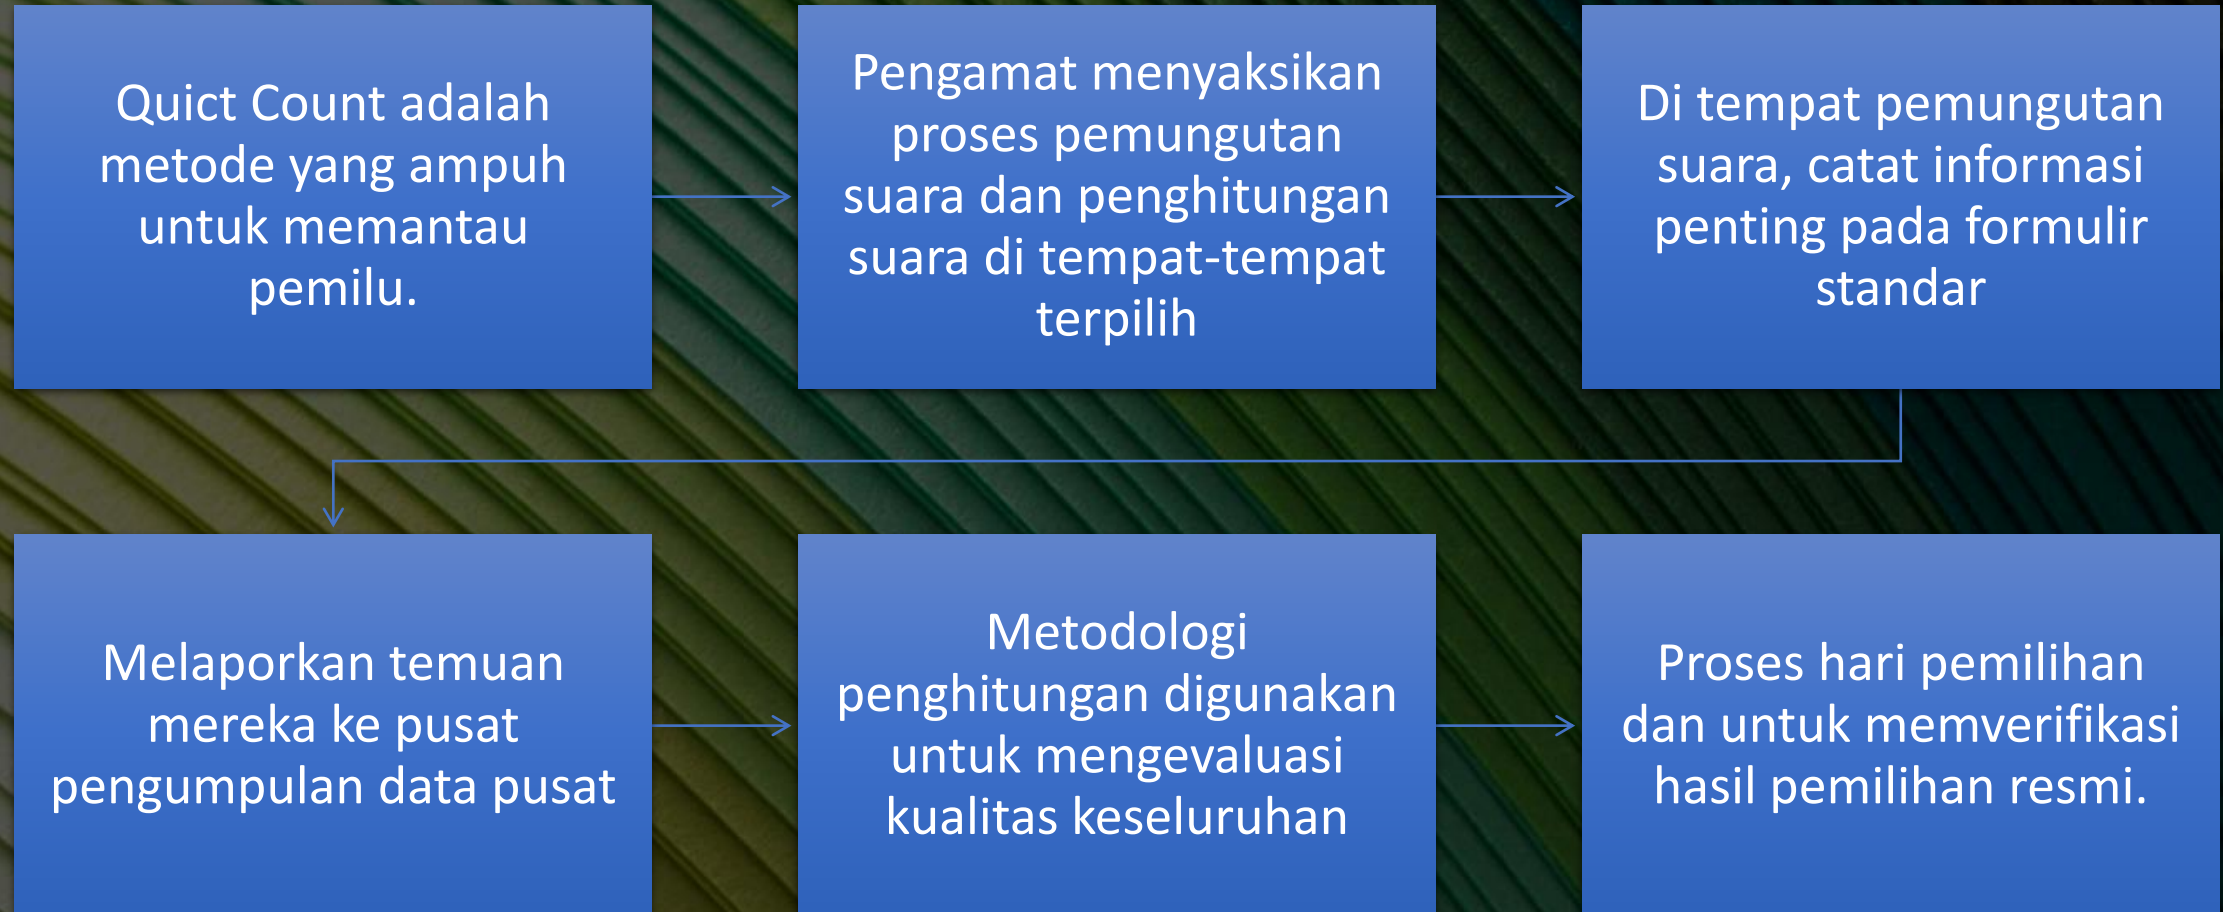 Quict Count adalah
metode yang ampuh
untuk memantau
pemilu.
Pengamat menyaksikan
proses pemungutan
suara dan penghitungan
suara di tempat-tempat
terpilih
Di tempat pemungutan
suara, catat informasi
penting pada formulir
standar
Melaporkan temuan
mereka ke pusat
pengumpulan data pusat
Metodologi
penghitungan digunakan
untuk mengevaluasi
kualitas keseluruhan
Proses hari pemilihan
dan untuk memverifikasi
hasil pemilihan resmi.